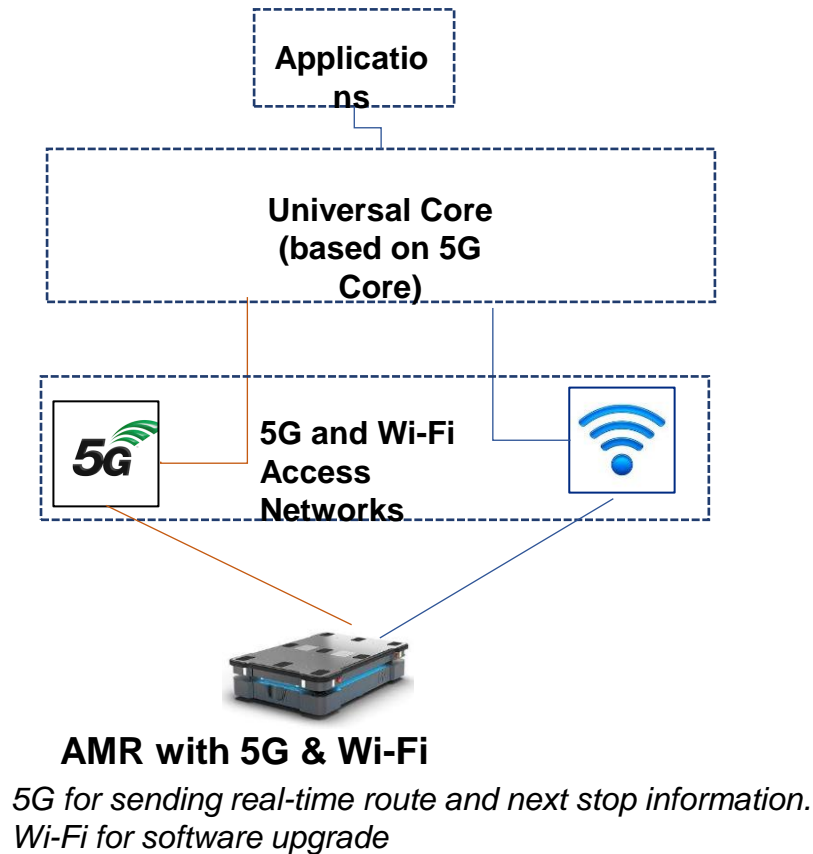 Applicatio
ns
Universal Core
(based on 5G
Core)
5G
5G and Wi-Fi
Access
Networks
AMR with 5G & Wi-Fi
5G for sending real-time route and next stop information.
Wi-Fi for software upgrade